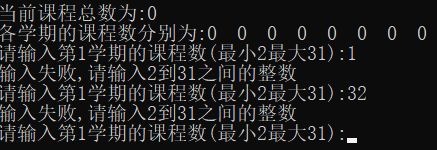 当前课程总数为:0
各学期的课程数分别为:0 0 0 0 0 0 0 0
请输入第1学期的课程数(最小2最大31):1
输入失败,请输入2到31之间的整数
请输入第1学期的课程数(最小2最大31):32
输入失败,请输入2到31之间的整数
请输入第1学期的课程数(最小2最大31):